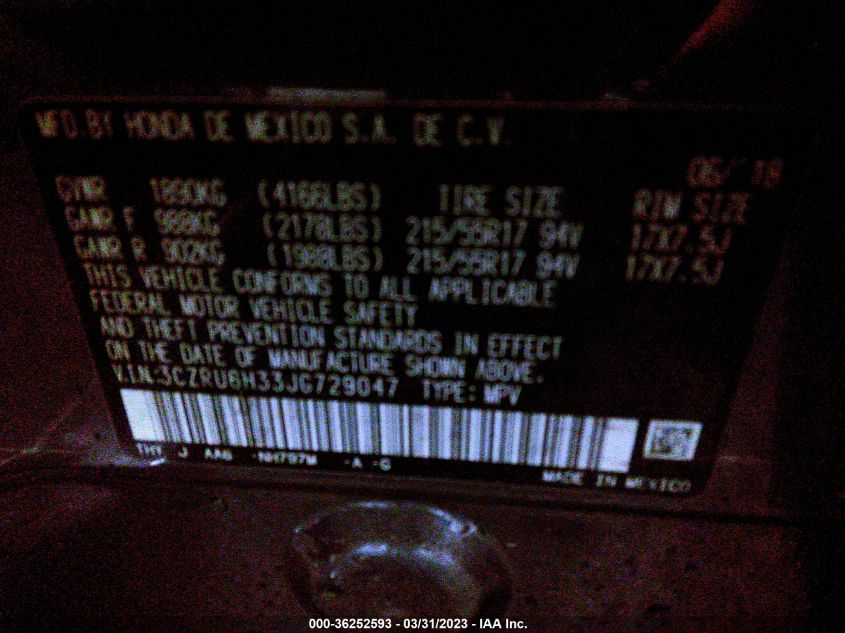 MFD.BY HONDA DE MEXICO S.A. DE C.V.
06/ 18
GVWR 1890KG (4166LBS) TIRE SIZE RIM SIZE
GAWR F 988KG (2178LBS) 215/55R17 94V 17X7.5J
GAWR R 902KG (1988LBS) 215/55R17 94V 17X7.5J
THIS VEHICLE CONFORMS TO ALL APPLICABLE
FEDERAL MOTOR VEHICLE SAFETY
AND THEFT PREVENTION STANDARDS IN EFFECT
ON THE DATE OF MANUFACTURE SHOWN ABOVE.
V.I.N:3CZRU6H33JG729047 TYPE: MPV
THY J AA6 -NH797M -A -G
MADE IN MEXICO
000-36252593 - 03/31/2023 - IAA Inc.